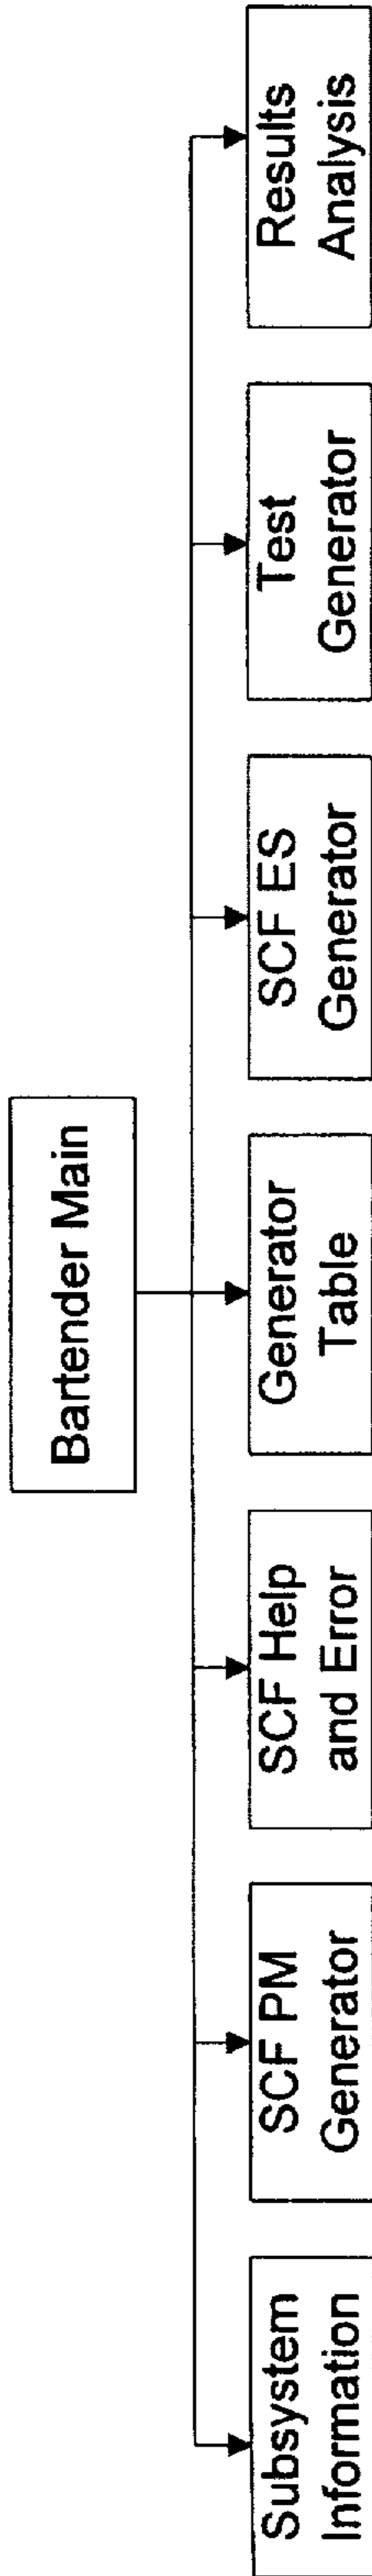 Bartender Main
Subsystem
Information
SCF PM
Generator
SCF Help
and Error
Generator
Table
SCF ES
Generator
Test
Generator
Results
Analysis